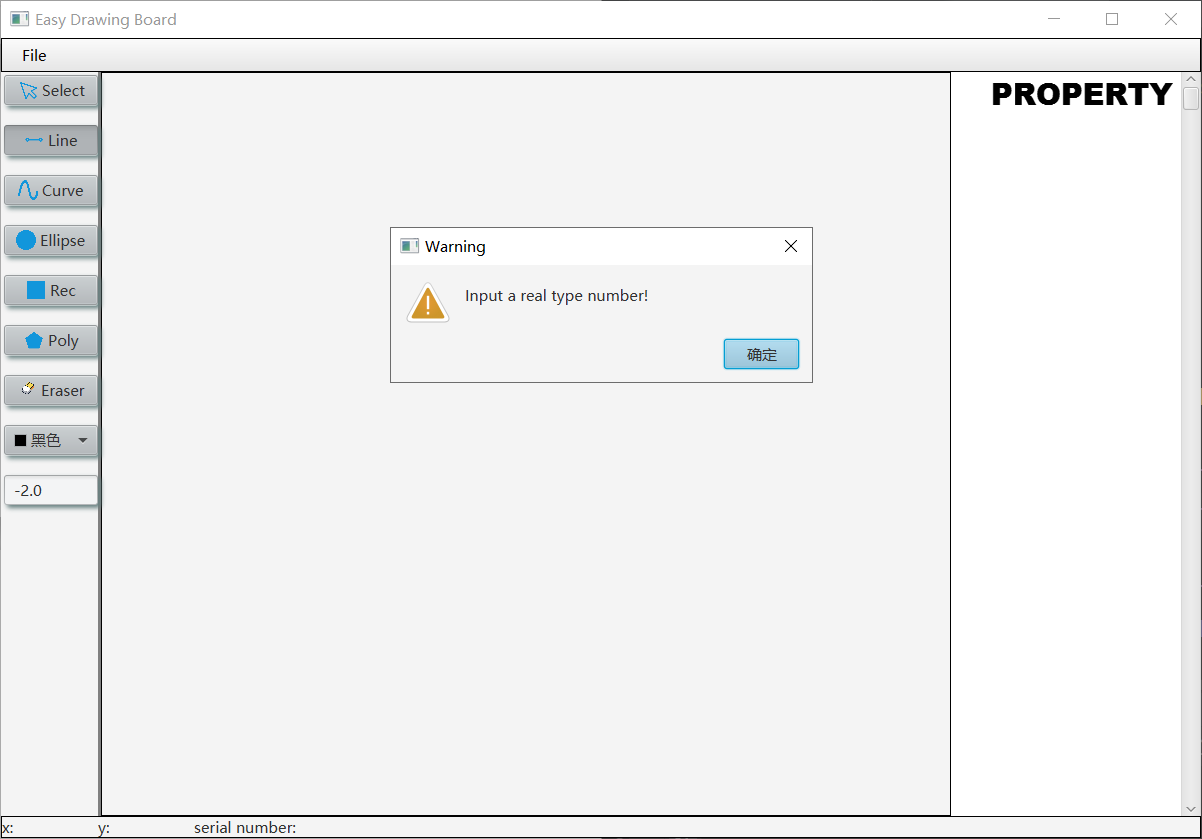 Easy Drawing Board
File
Select
Line
Curve
Ellipse
Rec
Poly
Eraser
黑色
-2.0
PROPERTY
Warning
Input a real type number!
确定
x:
y:
serial number: